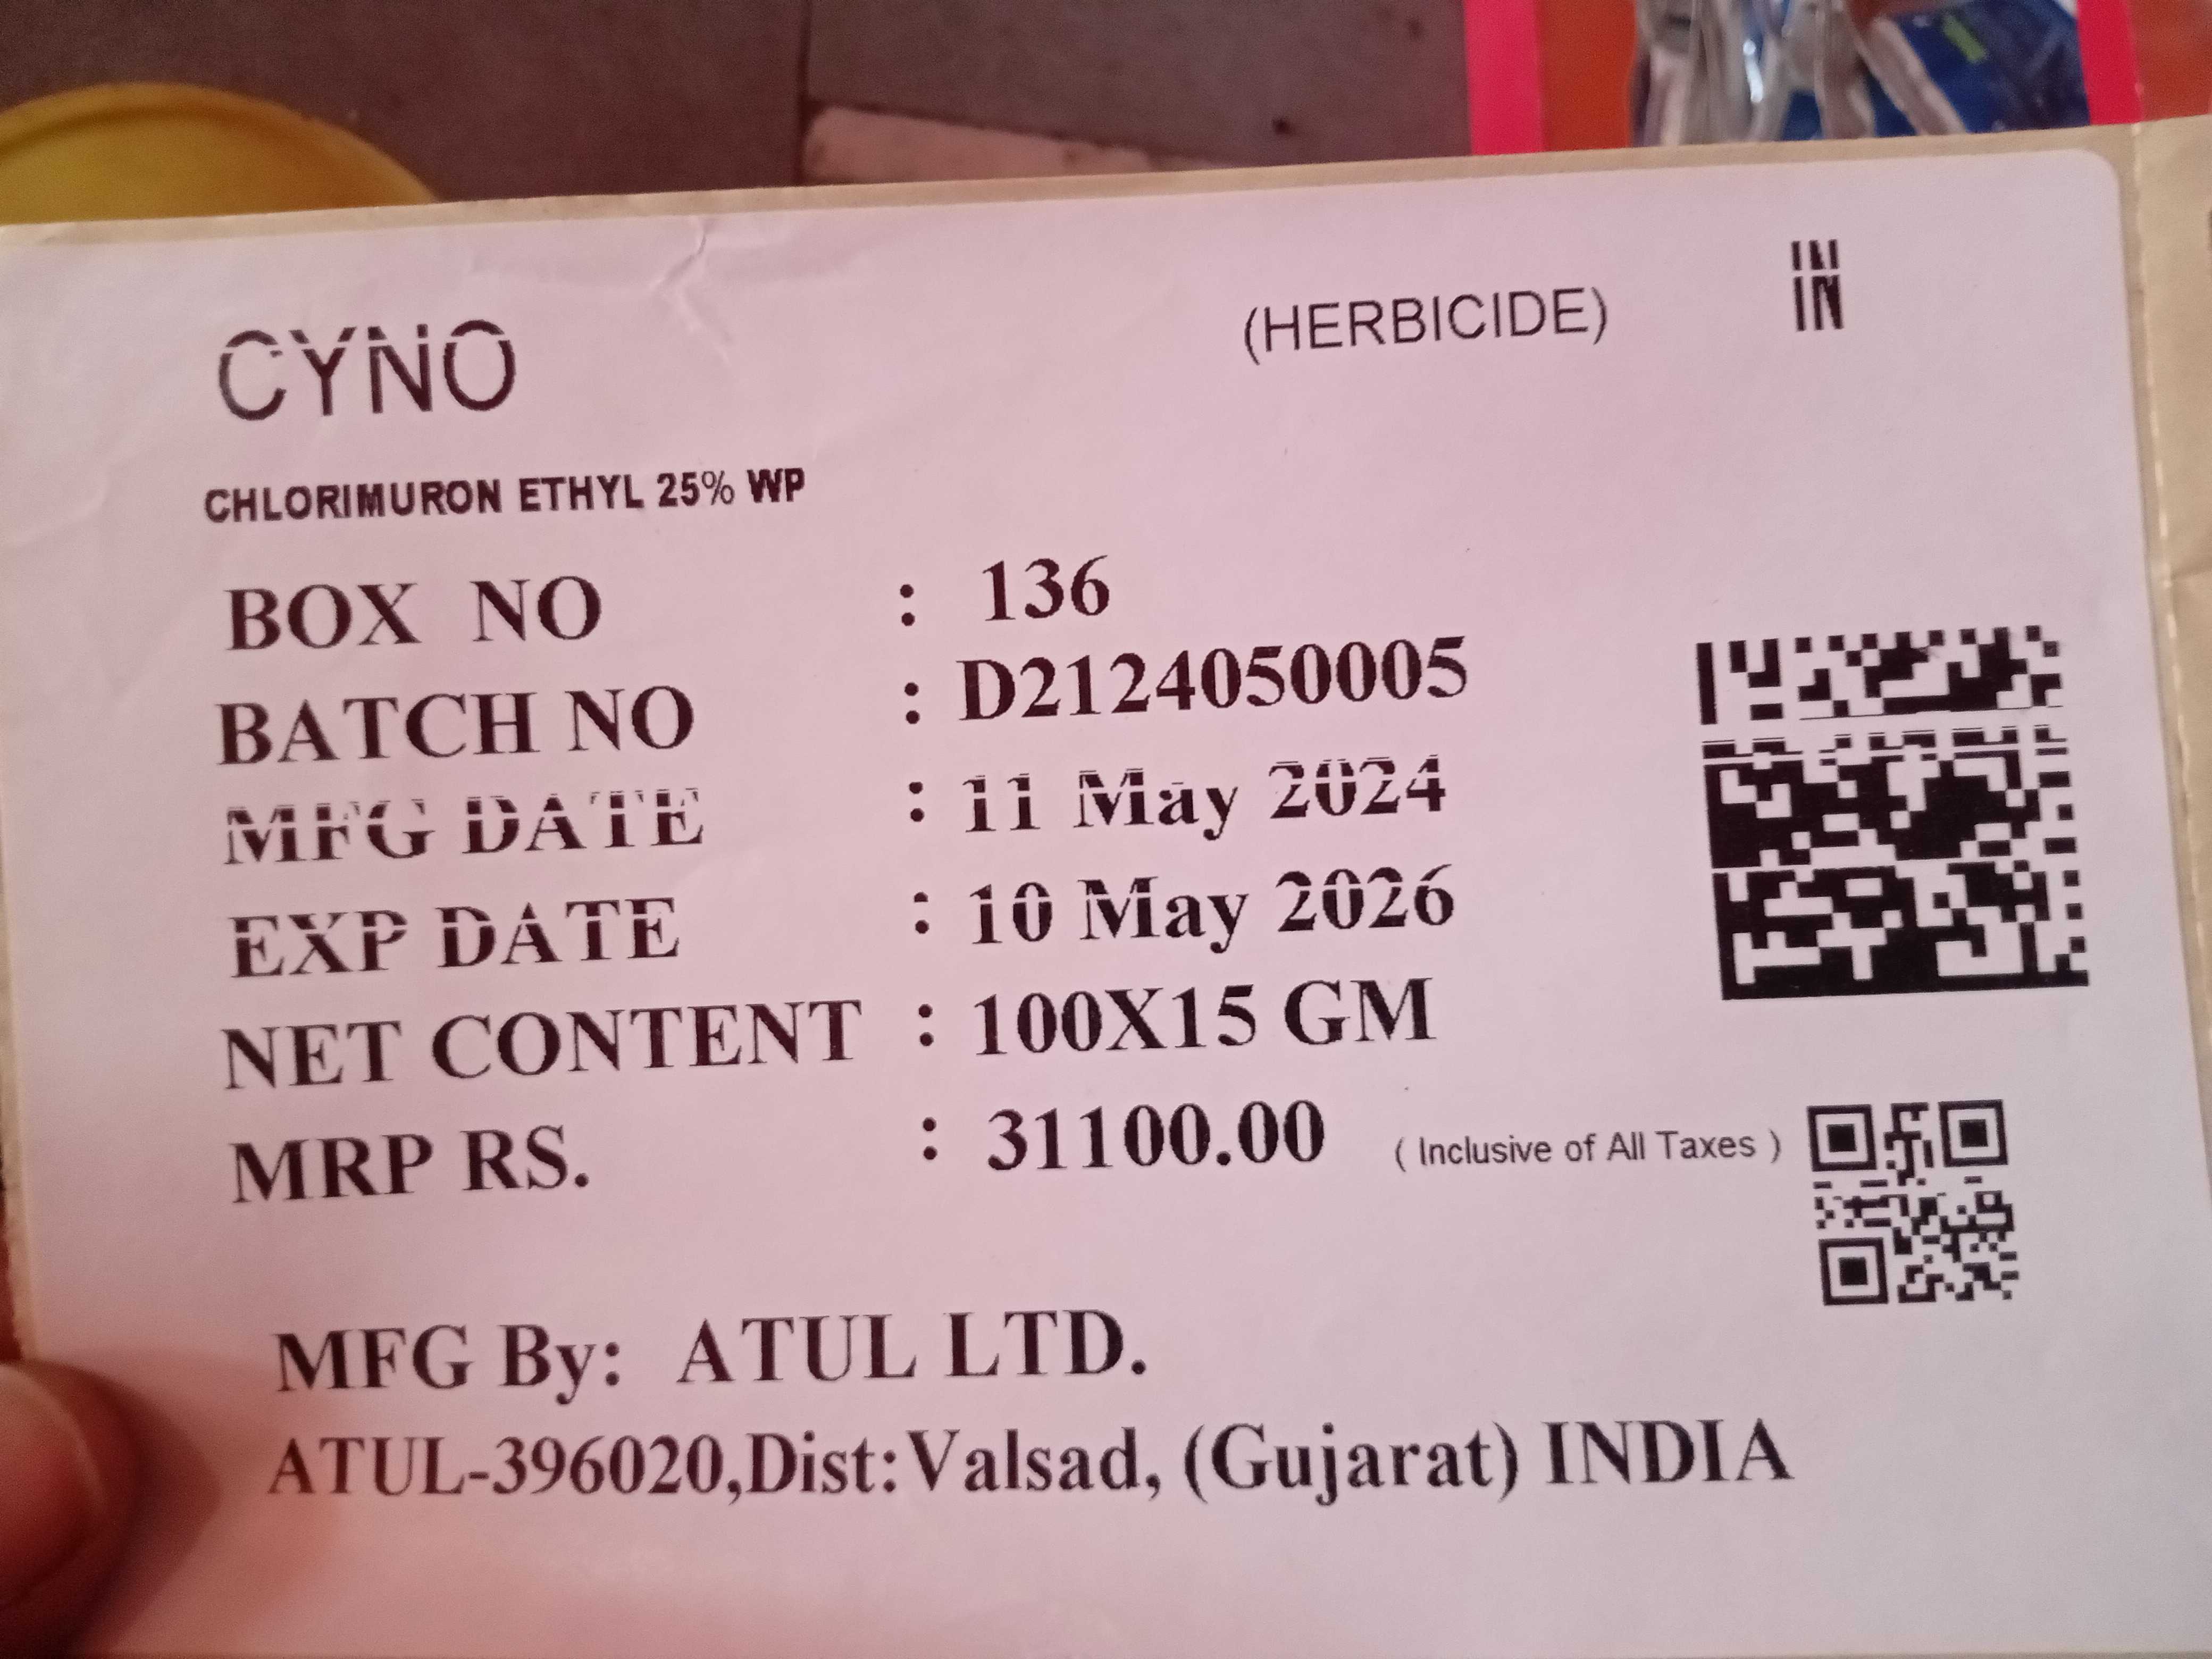 CYNO (HERBICIDE) IN
CHLORIMURON ETHYL 25% WP
BOX NO : 136
BATCH NO : D2124050005
MFG DATE : 11 May 2024
EXP DATE : 10 May 2026
NET CONTENT : 100X15 GM
MRP RS. : 31100.00 ( Inclusive of All Taxes )
MFG By: ATUL LTD.
ATUL-396020,Dist:Valsad, (Gujarat) INDIA